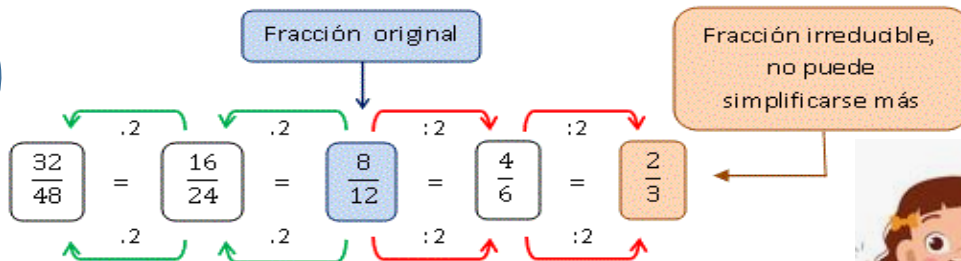 Fracción original
Fracción irreducible,
no puede
simplificarse más
.2 .2 :2 :2
32/48 = 16/24 = 8/12 = 4/6 = 2/3
.2 .2 :2 :2